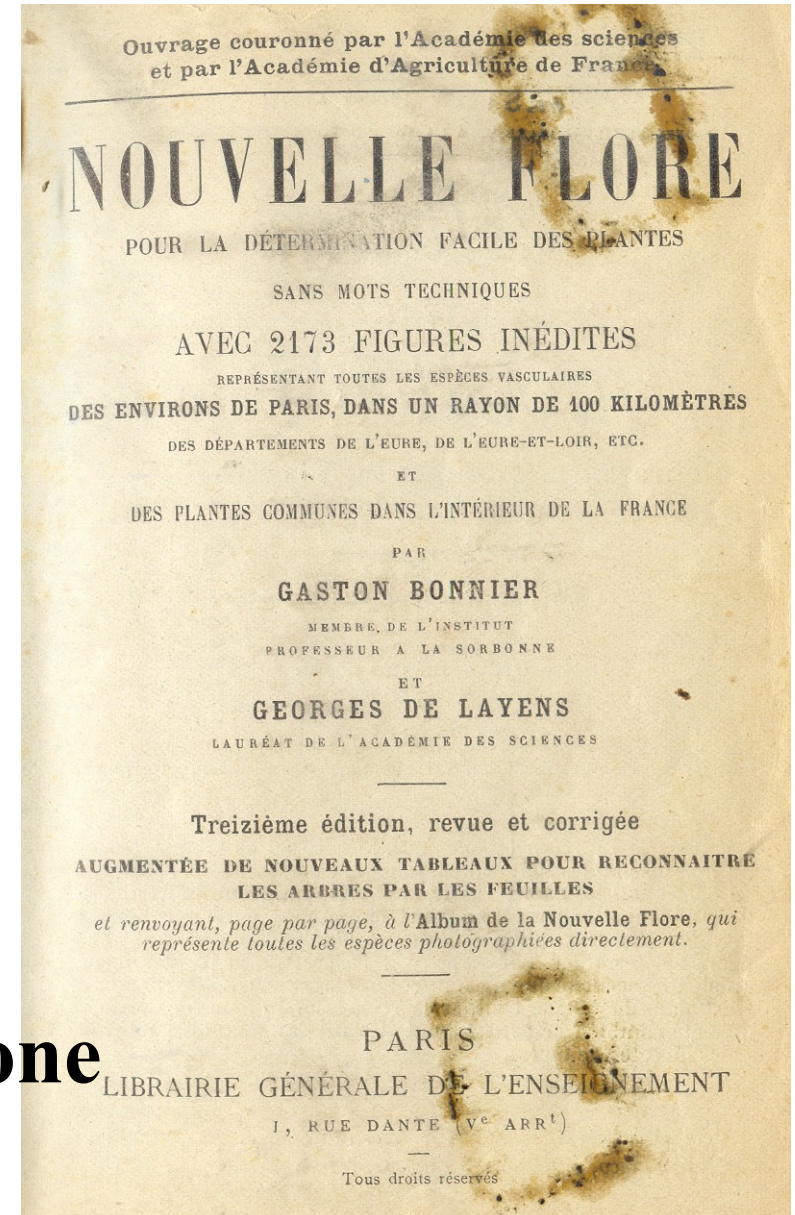 Ouvrage couronné par l'Académie des sciences
et par l'Académie d'Agriculture de France
NOUVELLE FLORE
POUR LA DÉTERMINATION FACILE DES PLANTES
SANS MOTS TECHNIQUES
AVEC 2173 FIGURES INÉDITES
REPRÉSENTANT TOUTES LES ESPÈCES VASCULAIRES
DES ENVIRONS DE PARIS, DANS UN RAYON DE 100 KILOMÈTRES
DES DÉPARTEMENTS DE L'EURE, DE L'EURE-ET-LOIR, ETC.
ET
DES PLANTES COMMUNES DANS L'INTÉRIEUR DE LA FRANCE
PAR
GASTON BONNIER
MEMBRE DE L'INSTITUT
PROFESSEUR A LA SORBONNE
ET
GEORGES DE LAYENS
LAURÉAT DE L'ACADÉMIE DES SCIENCES
Treizième édition, revue et corrigée
AUGMENTÉE DE NOUVEAUX TABLEAUX POUR RECONNAITRE
LES ARBRES PAR LES FEUILLES
et renvoyant, page par page, à l'Album de la Nouvelle Flore, qui
représente toutes les espèces photographiées directement.
PARIS
one
LIBRAIRIE GÉNÉRALE DE L'ENSEIGNEMENT
1, RUE DANTE (Ve ARRt)
Tous droits réservés